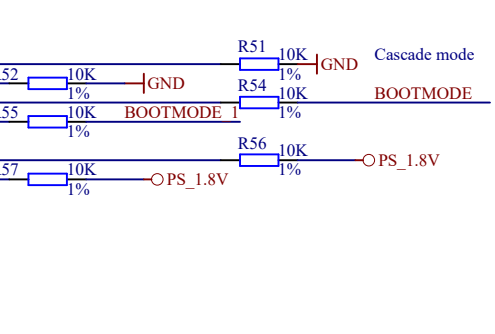 R51
10K
1%
GND
Cascade mode
52
10K
1%
GND
R54
10K
1%
BOOTMODE
55
10K
1%
BOOTMODE_1
R56
10K
1%
PS_1.8V
57
10K
1%
PS_1.8V